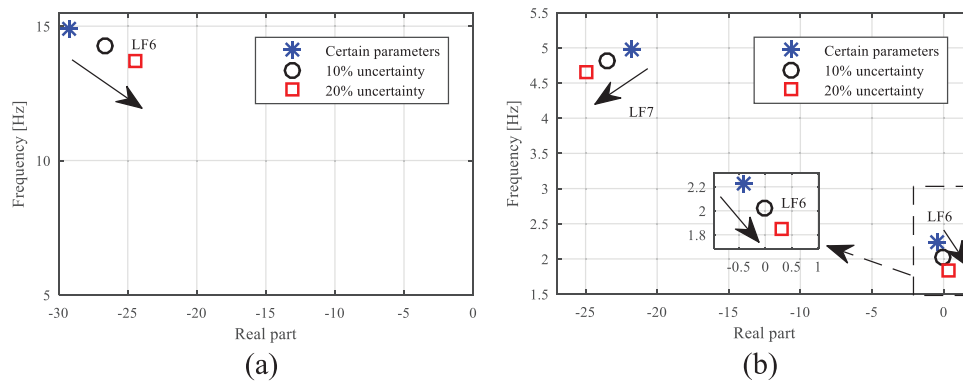 15
10
5
Frequency [Hz]
LF6
Certain parameters
10% uncertainty
20% uncertainty
-30 -25 -20 -15 -10 -5 0
Real part
(a)
5.5
5
4.5
4
3.5
3
2.5
2
1.5
Frequency [Hz]
Certain parameters
10% uncertainty
20% uncertainty
LF7
2.2
2
1.8
LF6
-0.5 0 0.5 1
LF6
-25 -20 -15 -10 -5 0
Real part
(b)